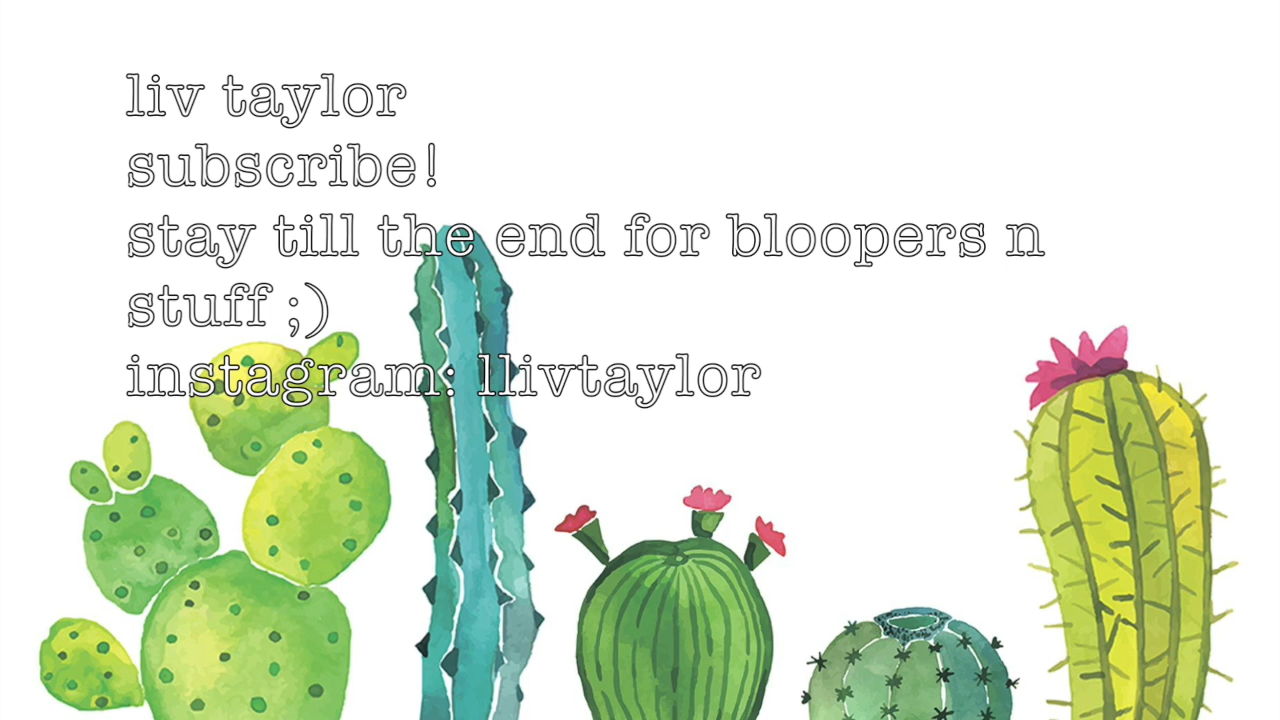 liv taylor
subscribe!
stay till the end for bloopers n
stuff ;)
instagram: llivtaylor